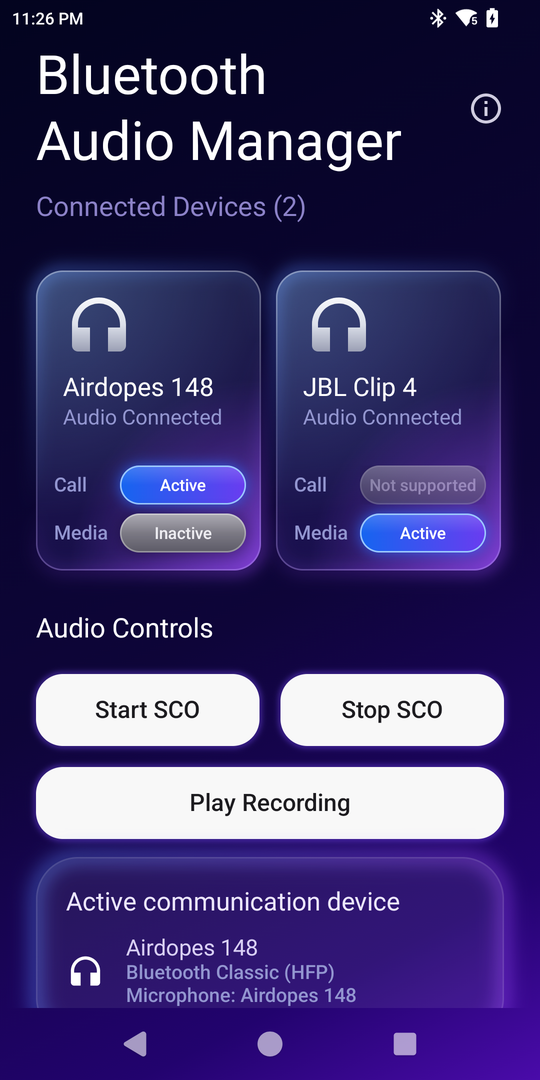 11:26 PM
5
Bluetooth
Audio Manager
Connected Devices (2)
Airdopes 148
Audio Connected
Call Active
Media Inactive
JBL Clip 4
Audio Connected
Call Not supported
Media Active
Audio Controls
Start SCO
Stop SCO
Play Recording
Active communication device
Airdopes 148
Bluetooth Classic (HFP)
Microphone: Airdopes 148